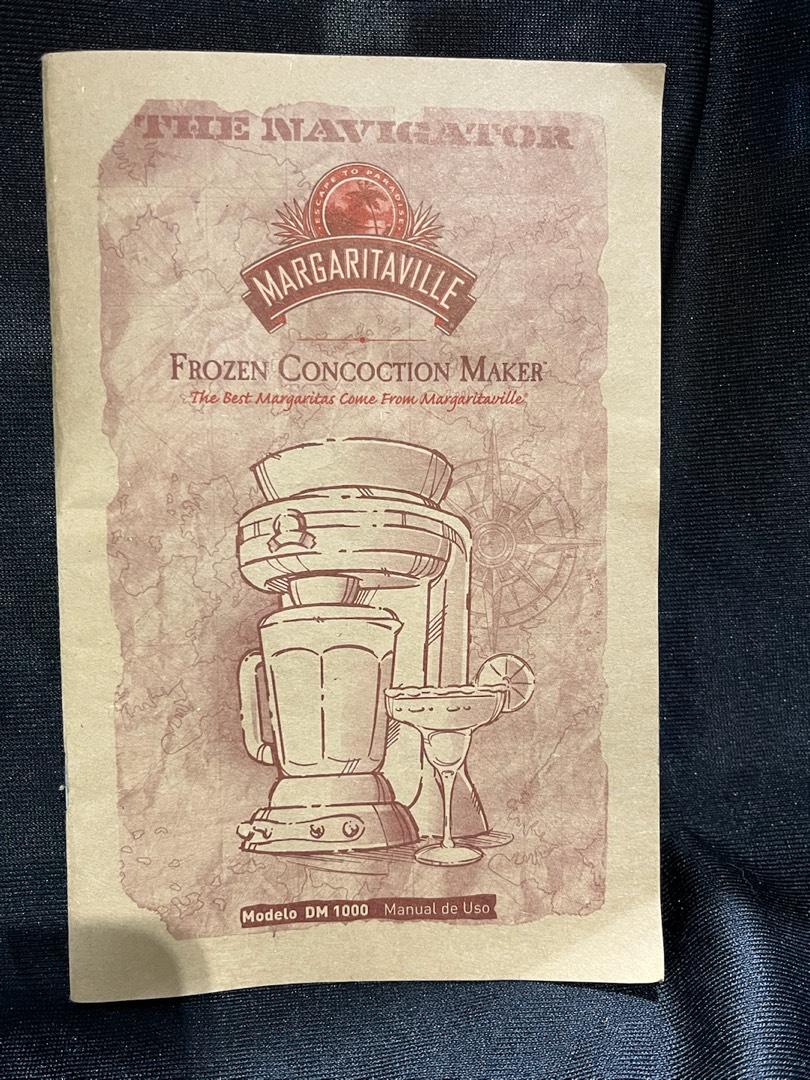 THE NAVIGATOR
ESCAPE TO PARADISE
MARGARITAVILLE
FROZEN CONCOCTION MAKER™
The Best Margaritas Come From Margaritaville®
Modelo DM 1000 Manual de Uso